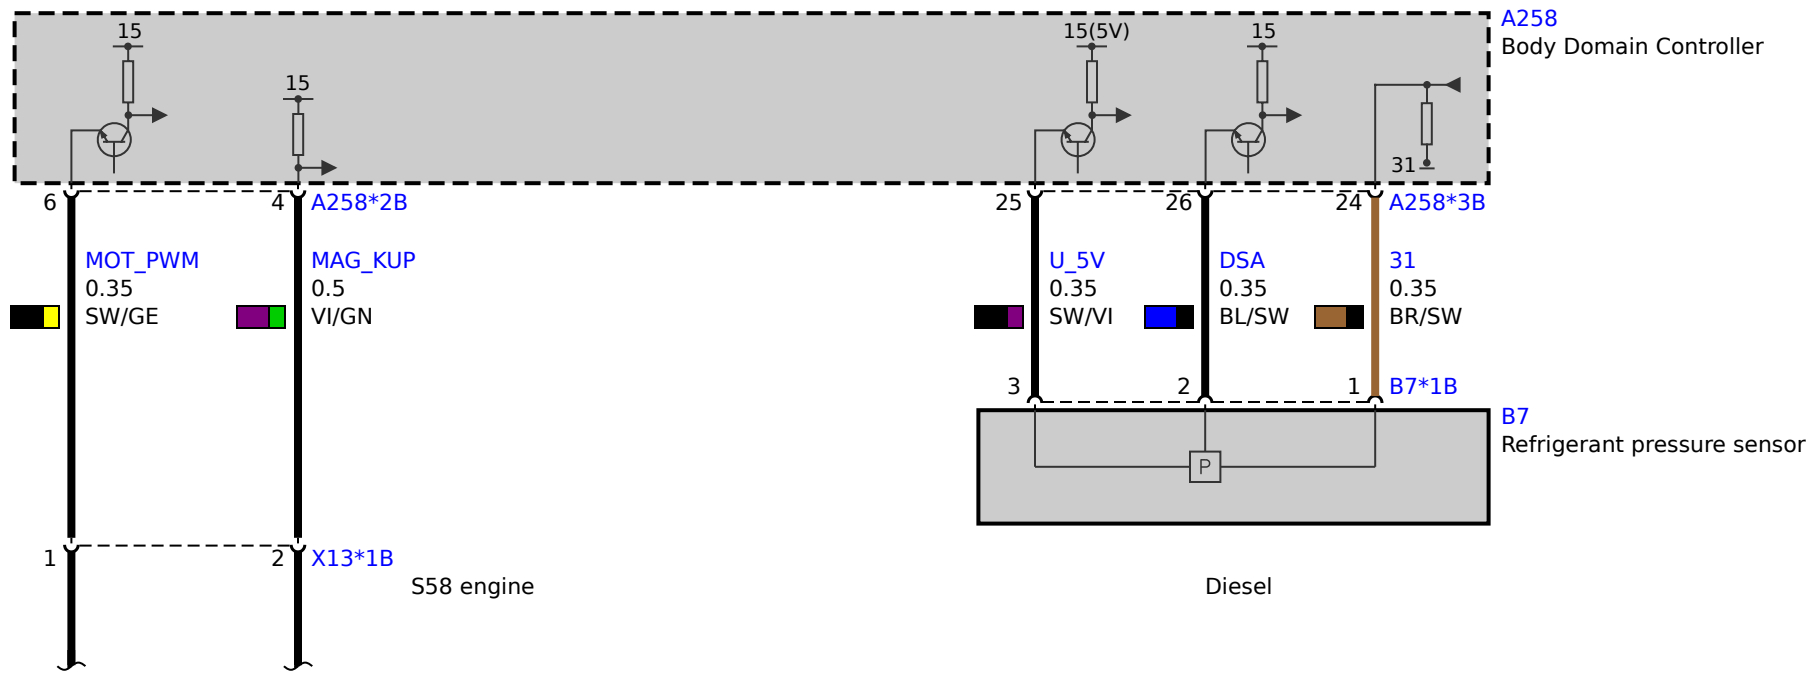 15
15
15(5V)
15
31
A258
Body Domain Controller
6
4
A258*2B
25
26
24
A258*3B
MOT_PWM
0.35
SW/GE
MAG_KUP
0.5
VI/GN
U_5V
0.35
SW/VI
DSA
0.35
BL/SW
31
0.35
BR/SW
3
2
1
B7*1B
B7
Refrigerant pressure sensor
P
1
2
X13*1B
S58 engine
Diesel